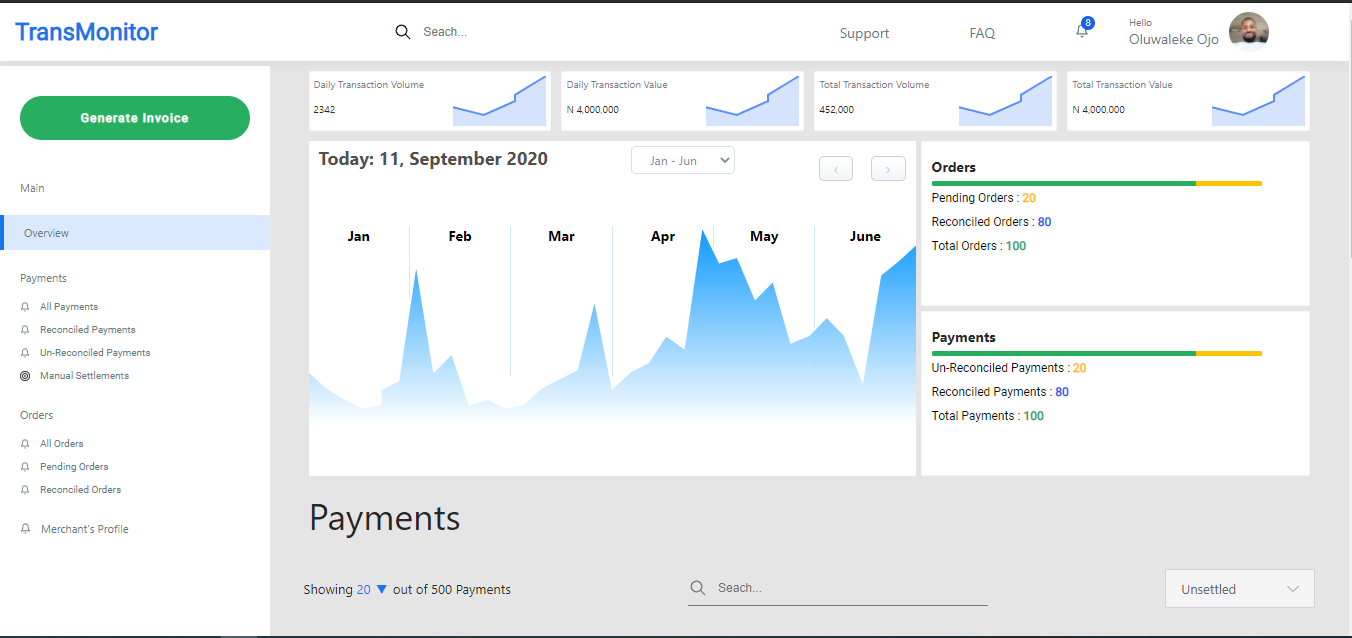 TransMonitor
Seach...
Support
FAQ
8
Hello
Oluwaleke Ojo
Generate Invoice
Main
Overview
Payments
All Payments
Reconciled Payments
Un-Reconciled Payments
Manual Settlements
Orders
All Orders
Pending Orders
Reconciled Orders
Merchant's Profile
Daily Transaction Volume
2342
Daily Transaction Value
N 4,000,000
Total Transaction Volume
452,000
Total Transaction Value
N 4,000,000
Today: 11, September 2020
Jan - Jun
‹
›
Jan Feb Mar Apr May June
Orders
Pending Orders : 20
Reconciled Orders : 80
Total Orders : 100
Payments
Un-Reconciled Payments : 20
Reconciled Payments : 80
Total Payments : 100
Payments
Showing 20 ▼ out of 500 Payments
Seach...
Unsettled